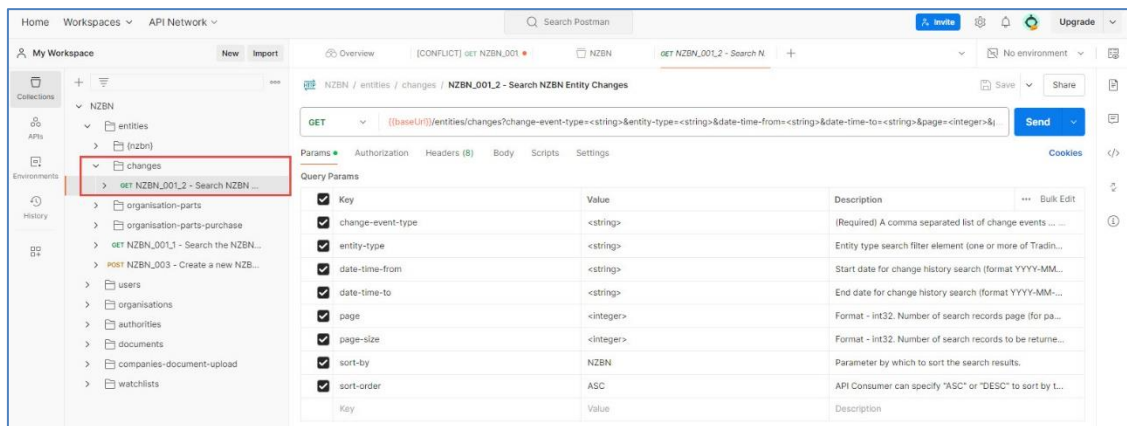 Home Workspaces API Network Search Postman Invite Upgrade
My Workspace New Import Overview [CONFLICT] GET NZBN_001 NZBN GET NZBN_001_2 - Search N. No environment
Collections
APIs
Environments
History
NZBN
entities
{nzbn}
changes
GET NZBN_001_2 - Search NZBN ...
organisation-parts
organisation-parts-purchase
GET NZBN_001_1 - Search the NZBN...
POST NZBN_003 - Create a new NZB...
users
organisations
authorities
documents
companies-document-upload
watchlists
NZBN / entities / changes / NZBN_001_2 - Search NZBN Entity Changes Save Share
GET {{baseUrl}}/entities/changes?change-event-type=<string>&entity-type=<string>&date-time-from=<string>&date-time-to=<string>&page=<integer>&p... Send
Params Authorization Headers (8) Body Scripts Settings Cookies
Query Params
Key Value Description ... Bulk Edit
change-event-type <string> (Required) A comma separated list of change events ...
entity-type <string> Entity type search filter element (one or more of Tradin...
date-time-from <string> Start date for change history search (format YYYY-MM...
date-time-to <string> End date for change history search (format YYYY-MM-...
page <integer> Format - int32. Number of search records page (for pa...
page-size <integer> Format - int32. Number of search records to be returne...
sort-by NZBN Parameter by which to sort the search results.
sort-order ASC API Consumer can specify "ASC" or "DESC" to sort by t...
Key Value Description